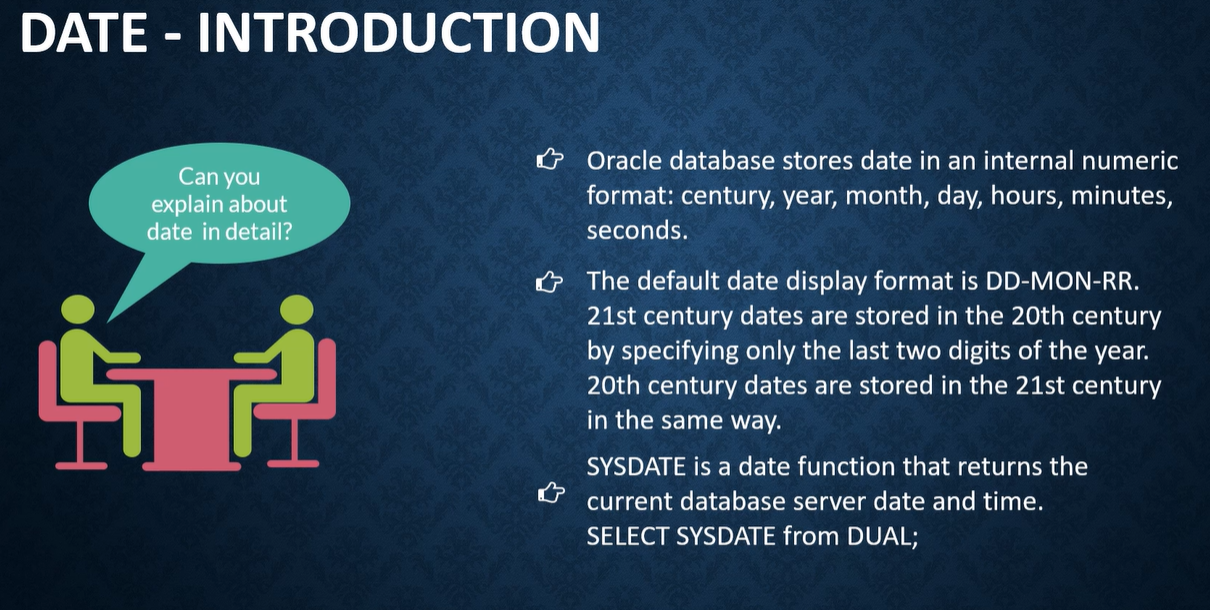 DATE - INTRODUCTION
Can you
explain about
date in detail?
Oracle database stores date in an internal numeric
format: century, year, month, day, hours, minutes,
seconds.
The default date display format is DD-MON-RR.
21st century dates are stored in the 20th century
by specifying only the last two digits of the year.
20th century dates are stored in the 21st century
in the same way.
SYSDATE is a date function that returns the
current database server date and time.
SELECT SYSDATE from DUAL;